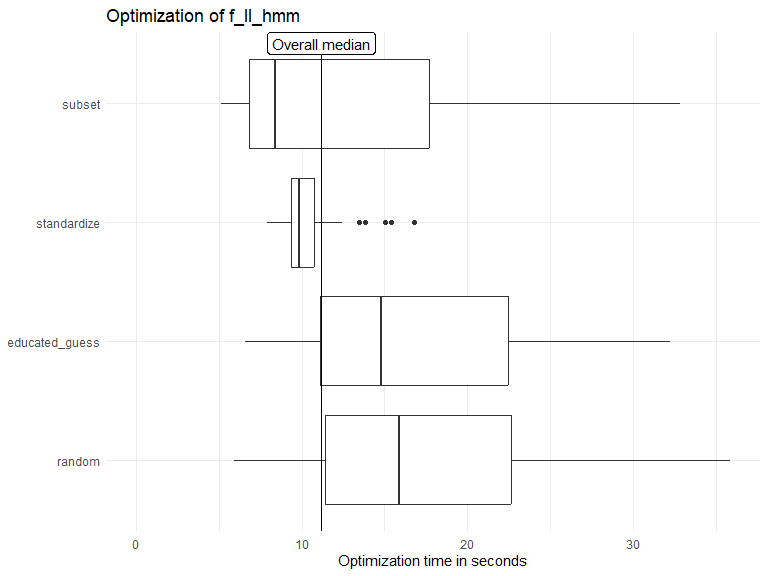 Optimization of f_ll_hmm
Overall median
subset
standardize
educated_guess
random
0 10 20 30
Optimization time in seconds